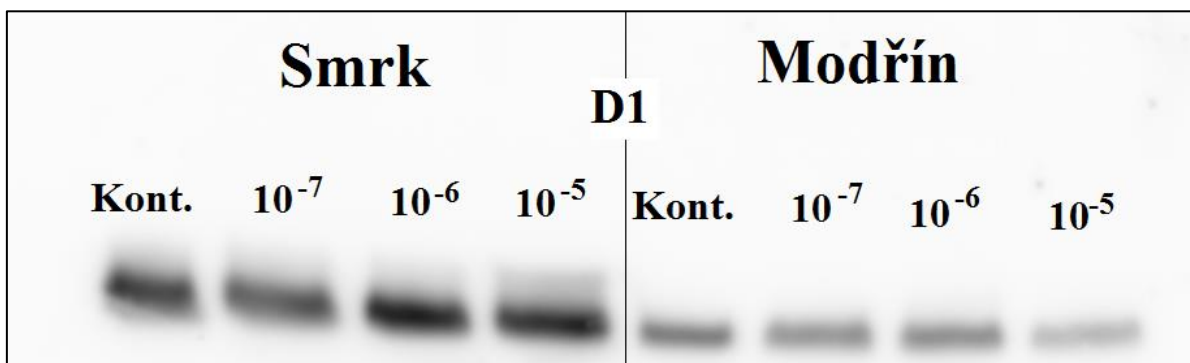 Smrk Modřín
D1
Kont. 10⁻⁷ 10⁻⁶ 10⁻⁵ Kont. 10⁻⁷ 10⁻⁶ 10⁻⁵